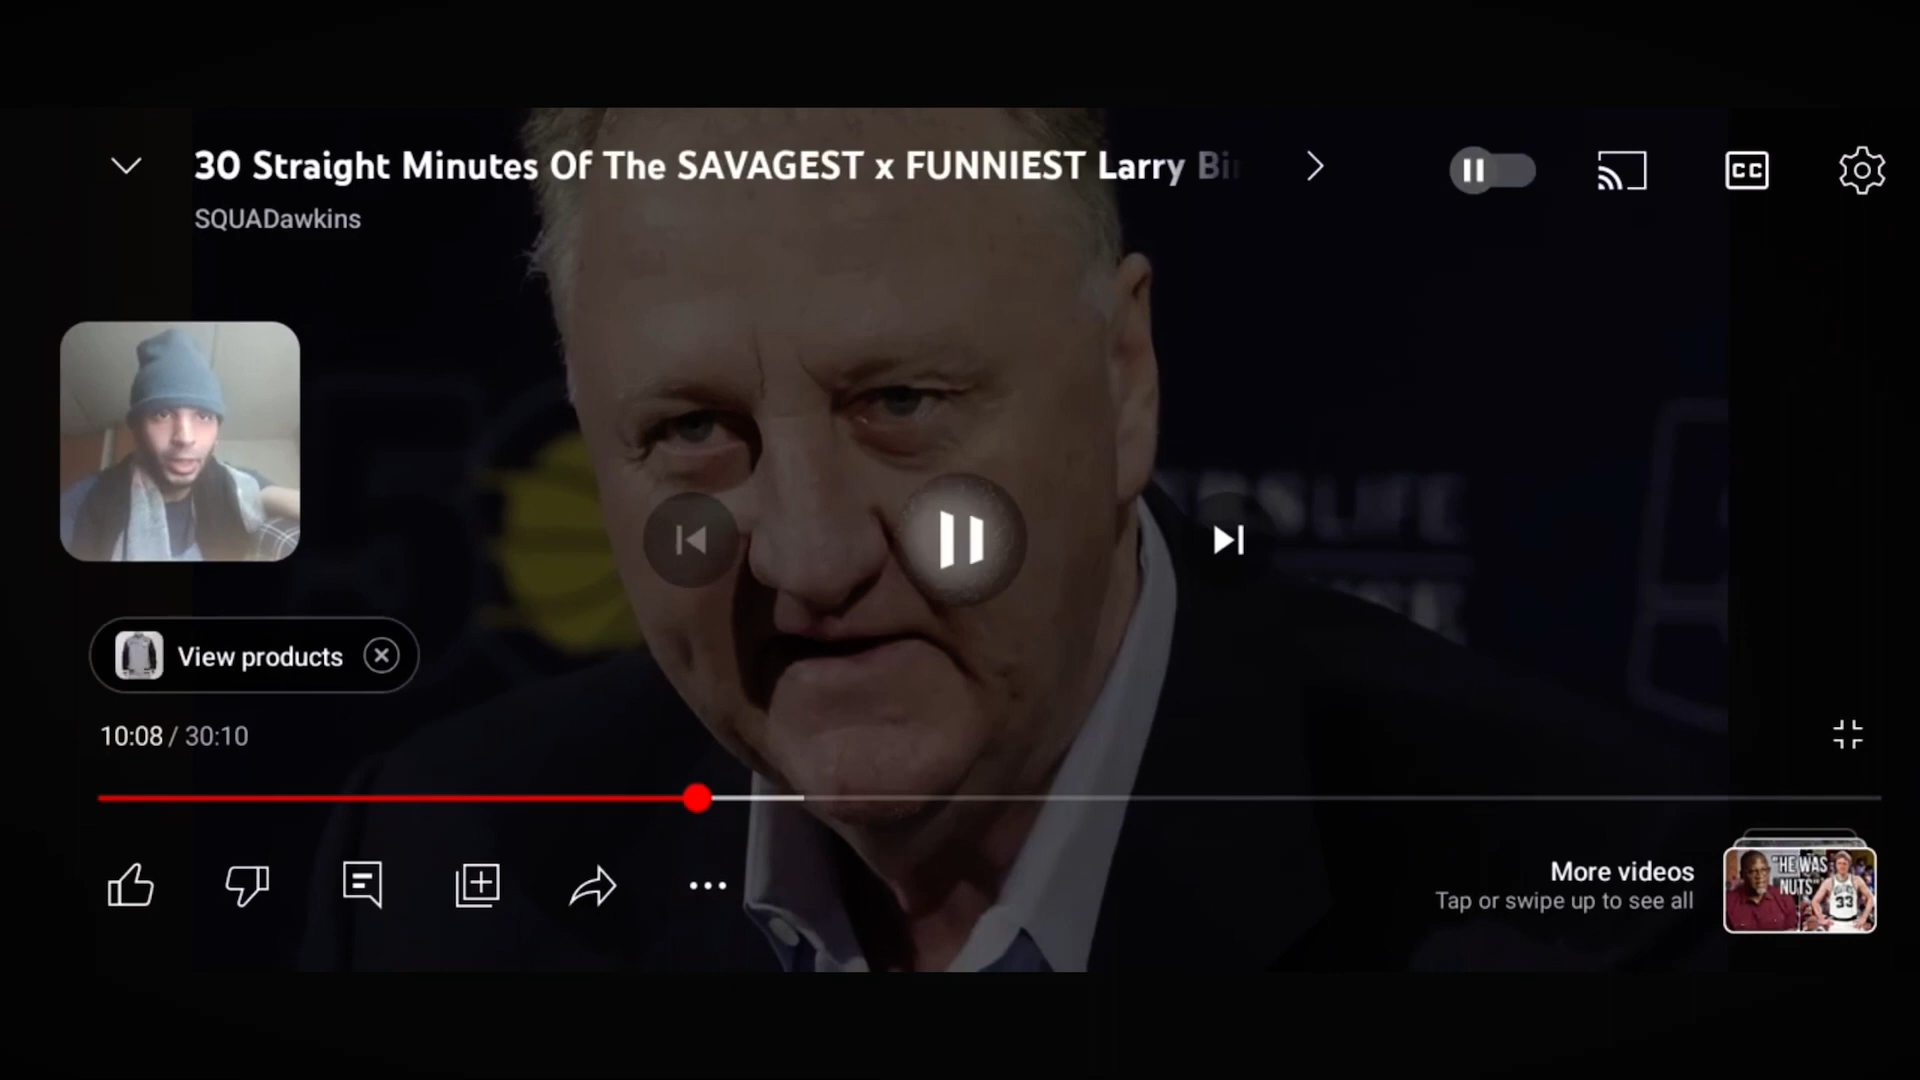 30 Straight Minutes Of The SAVAGEST x FUNNIEST Larry
SQUADawkins
CC
View products
10:08 / 30:10
More videos
Tap or swipe up to see all
"HE WAS
NUTS"
33